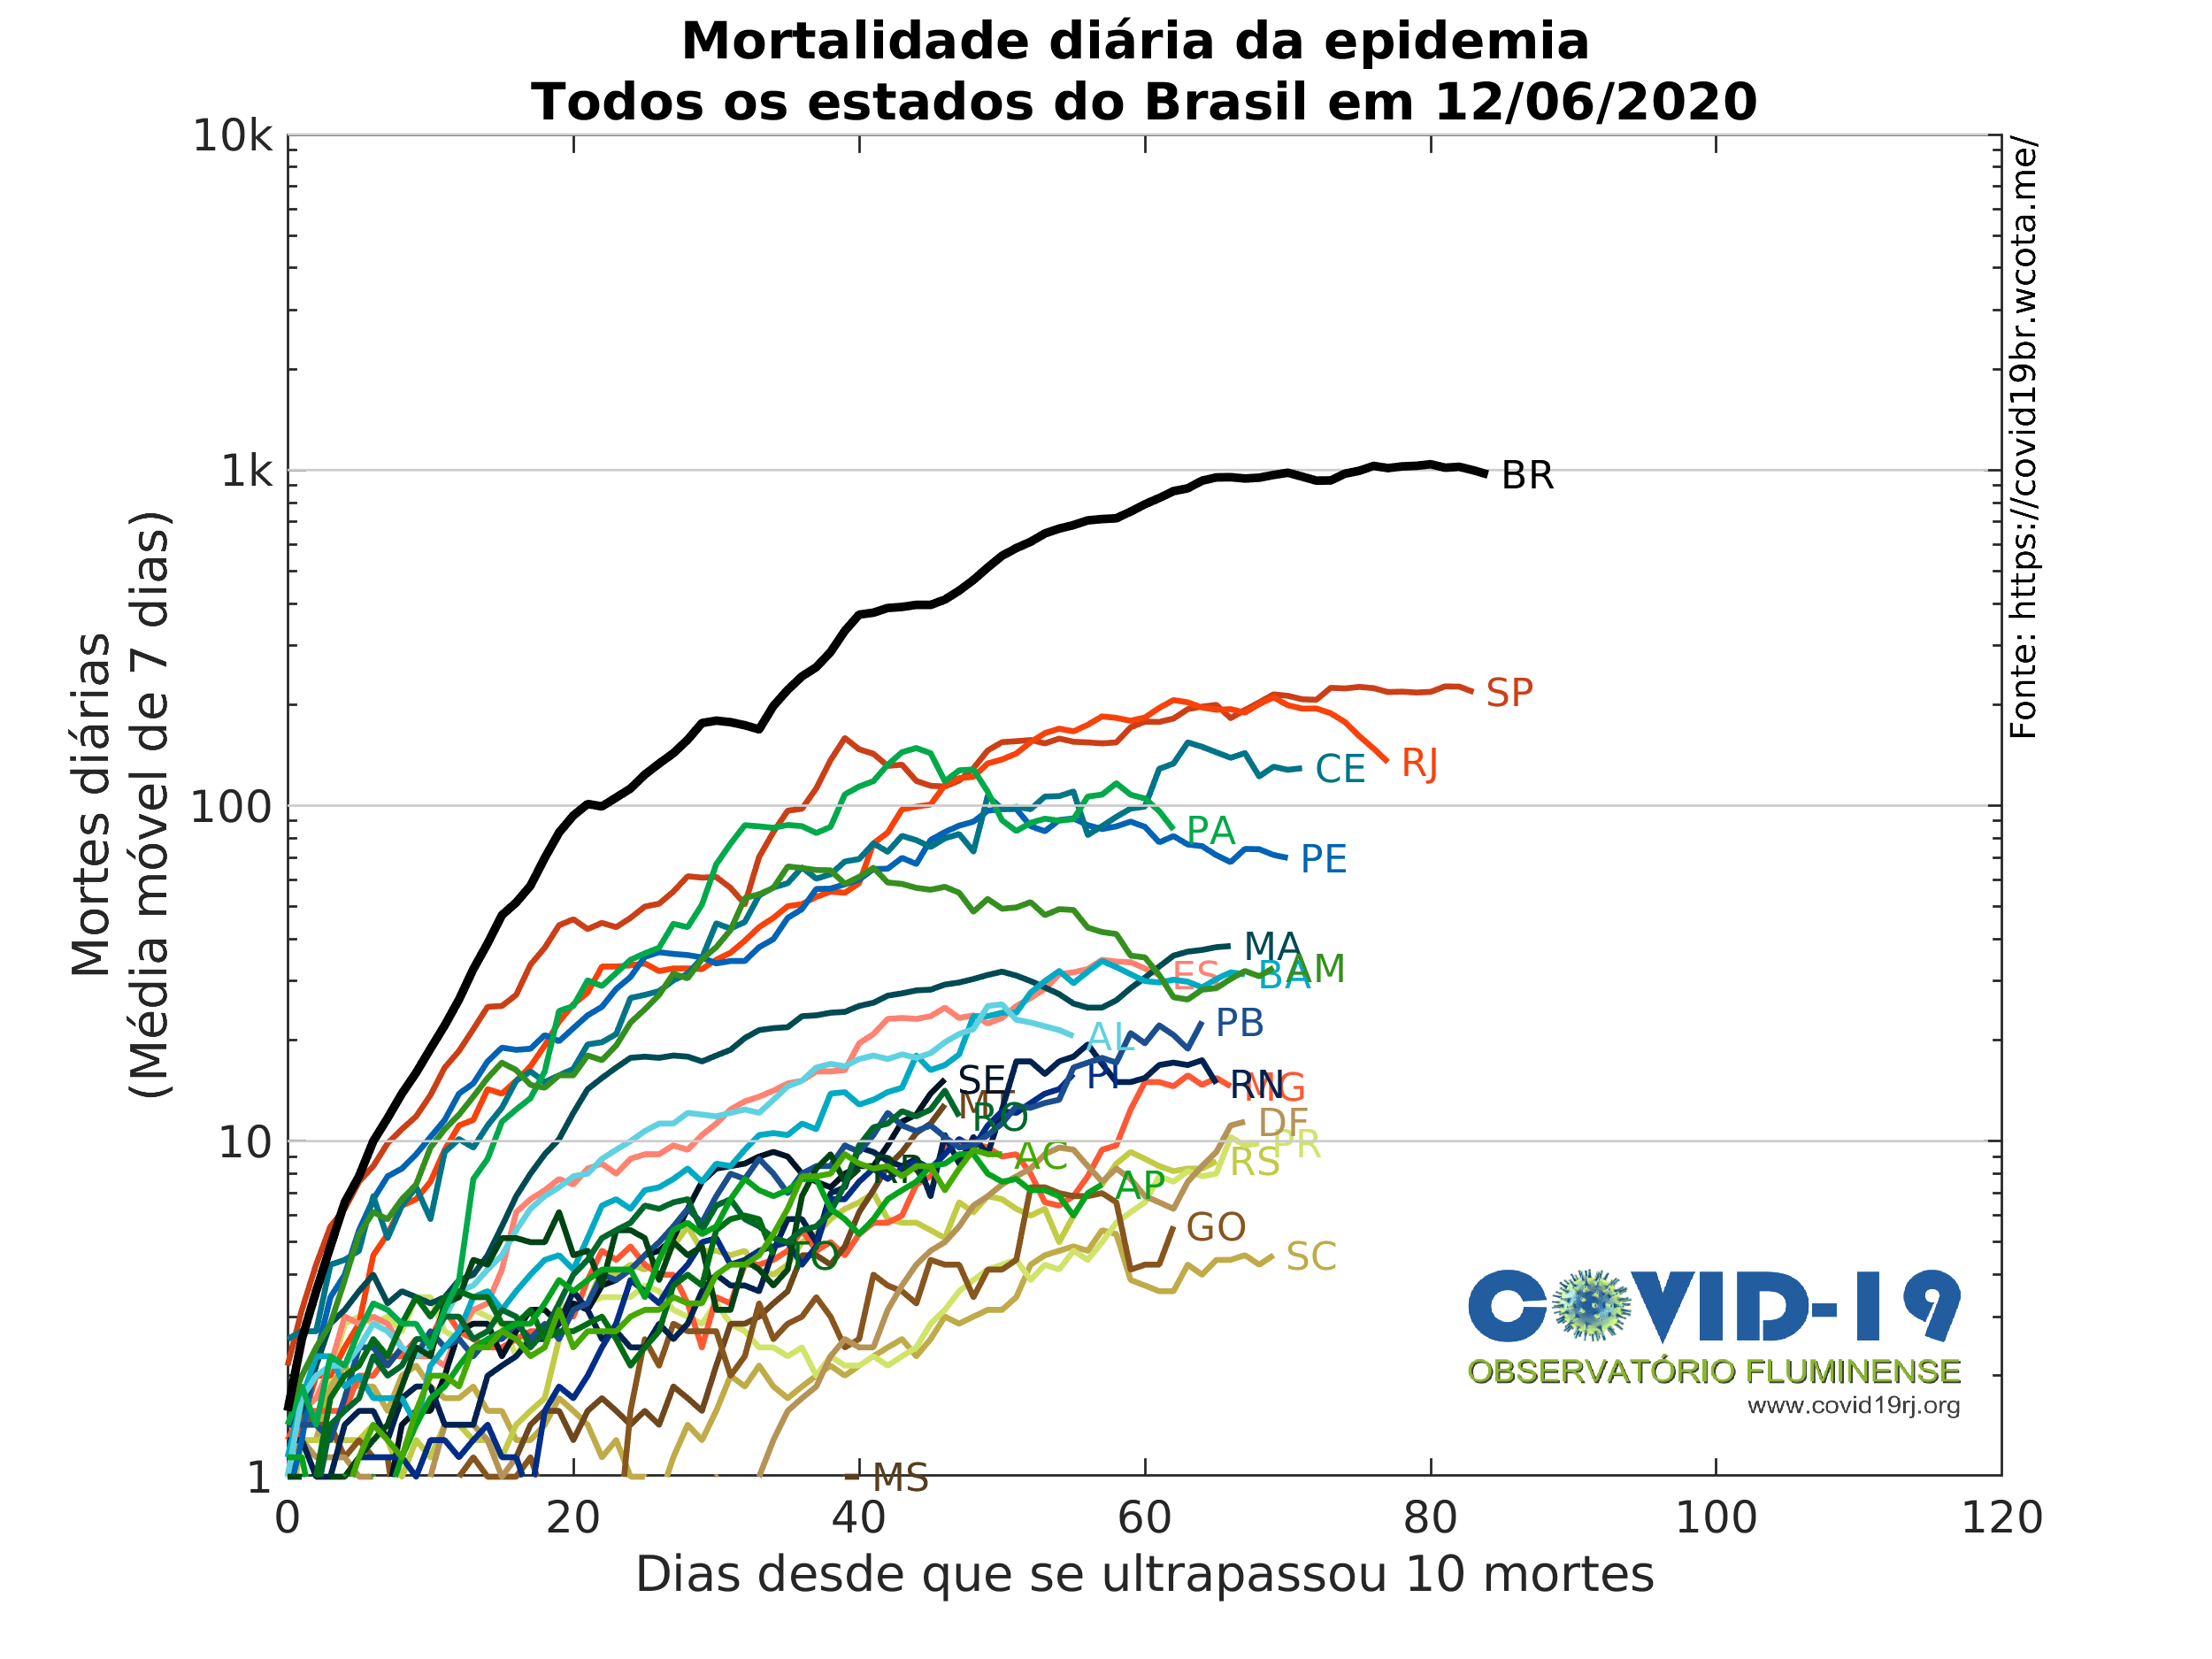 Mortalidade diária da epidemia
Todos os estados do Brasil em 12/06/2020
Mortes diárias
(Média móvel de 7 dias)
10k
1k
100
10
1
Fonte: https://covid19br.wcota.me/
BR
SP
RJ
CE
PA
PE
MA
ES
BA
AM
PB
AL
SE
PI
RN
MG
MT
RO
DF
PR
AC
RS
RR
AP
GO
TO
SC
MS
COVID-19
OBSERVATÓRIO FLUMINENSE
www.covid19rj.org
0 20 40 60 80 100 120
Dias desde que se ultrapassou 10 mortes